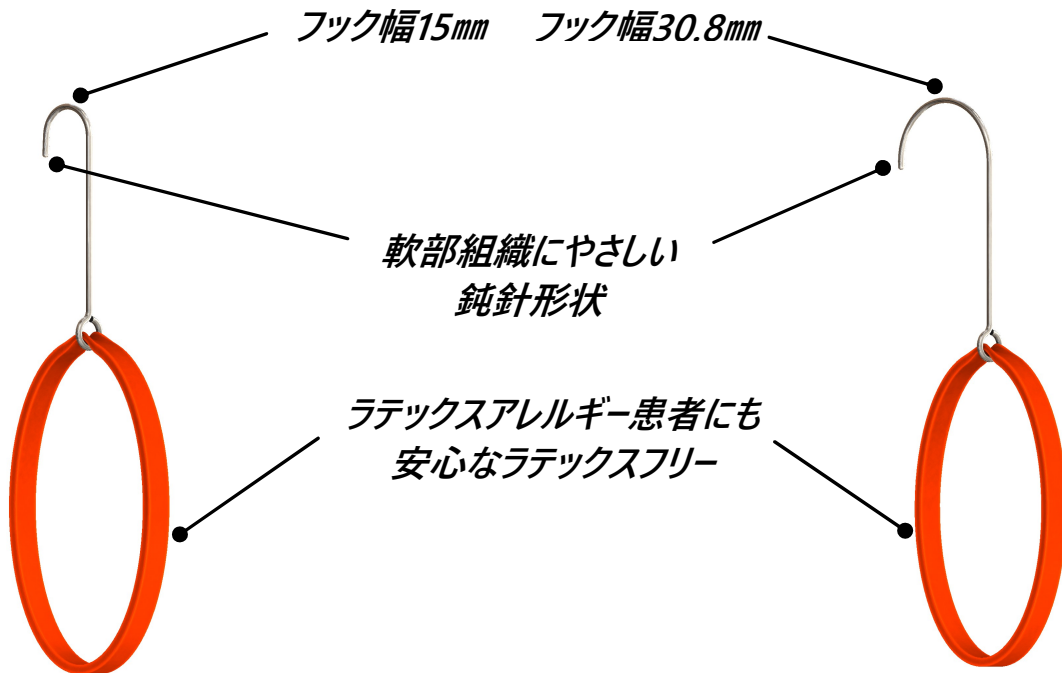 フック幅15㎜
フック幅30.8㎜
軟部組織にやさしい
鈍針形状
ラテックスアレルギー患者にも
安心なラテックスフリー